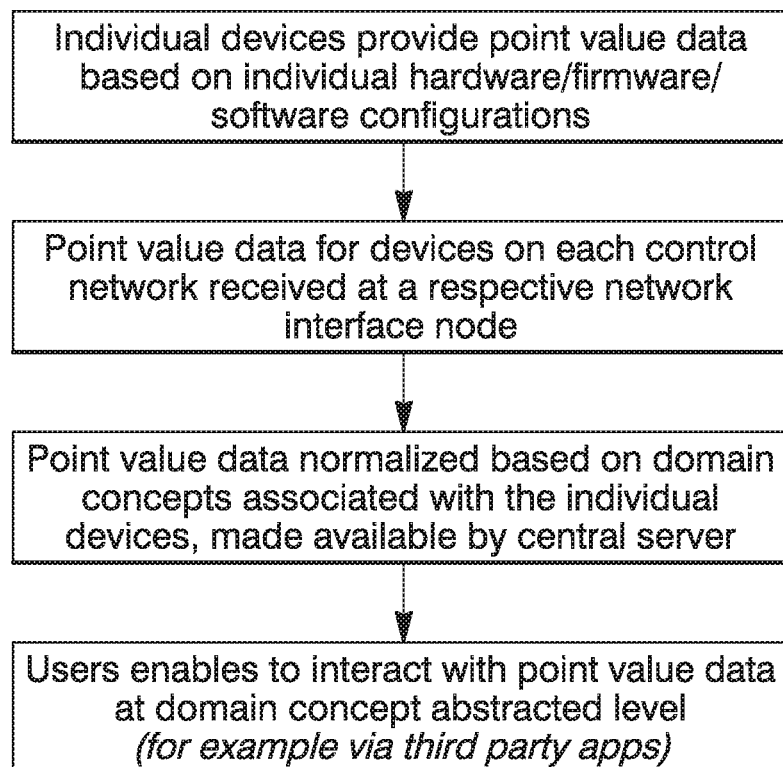 Individual devices provide point value data
based on individual hardware/firmware/
software configurations
Point value data for devices on each control
network received at a respective network
interface node
Point value data normalized based on domain
concepts associated with the individual
devices, made available by central server
Users enables to interact with point value data
at domain concept abstracted level
(for example via third party apps)